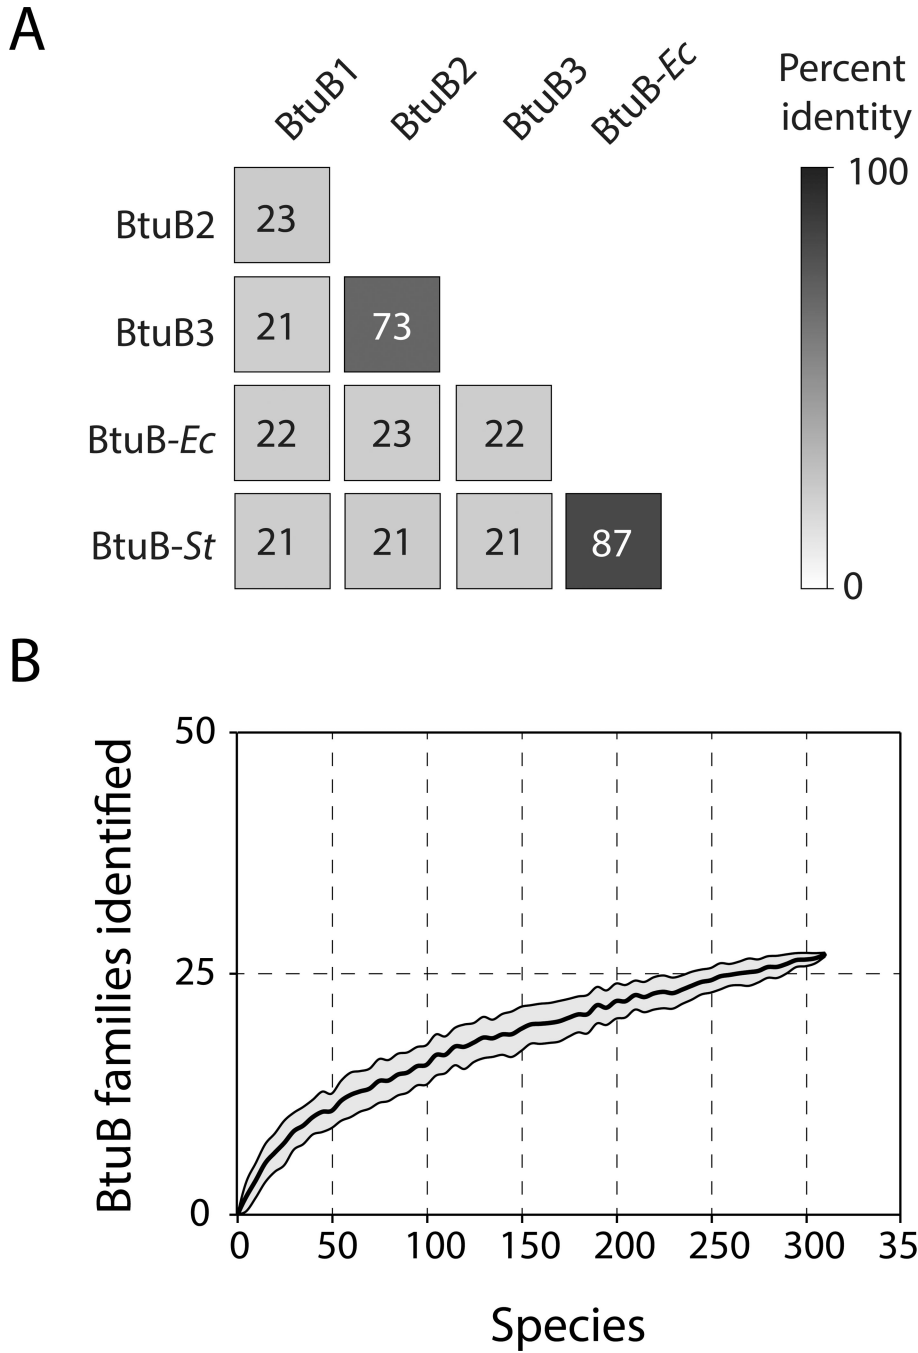 A
BtuB1 BtuB2 BtuB3 BtuB-Ec
Percent
identity
100
BtuB2 23
BtuB3 21 73
BtuB-Ec 22 23 22
BtuB-St 21 21 21 87
0
B
50
25
0
BtuB families identified
0 50 100 150 200 250 300 35
Species